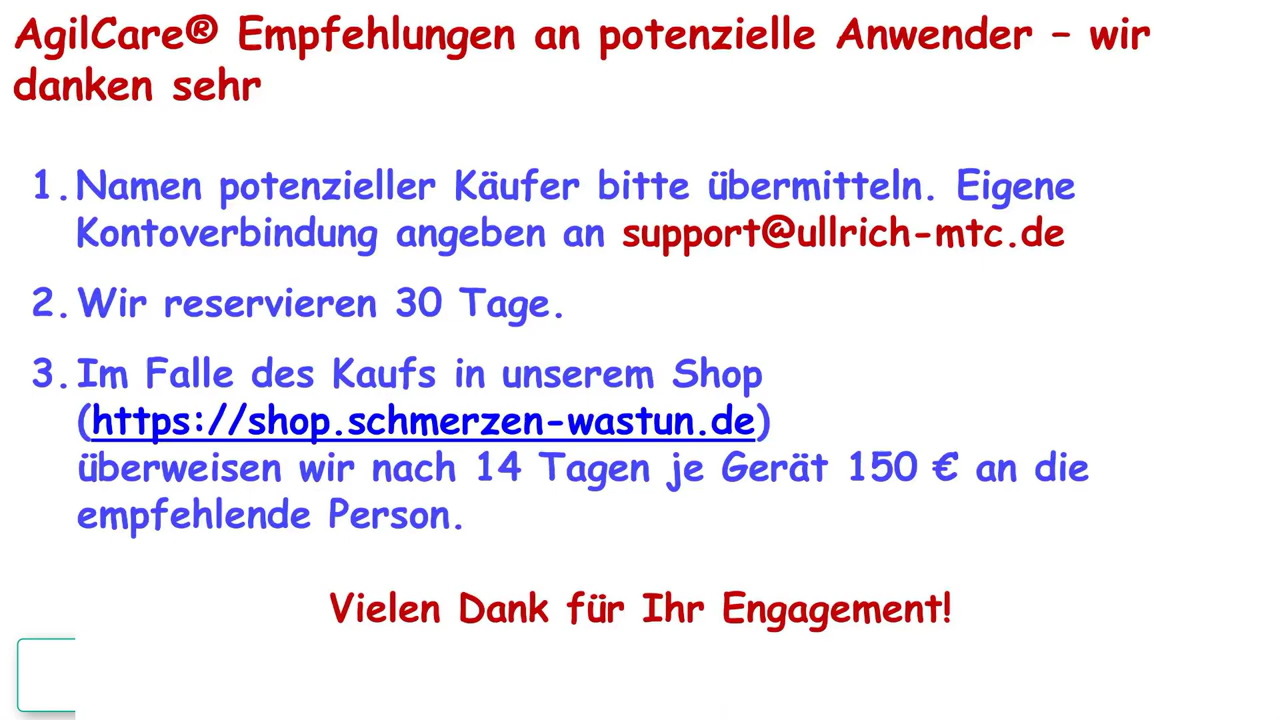 AgilCare® Empfehlungen an potenzielle Anwender – wir
danken sehr
1. Namen potenzieller Käufer bitte übermitteln. Eigene
Kontoverbindung angeben an support@ullrich-mtc.de
2. Wir reservieren 30 Tage.
3. Im Falle des Kaufs in unserem Shop
(https://shop.schmerzen-wastun.de)
überweisen wir nach 14 Tagen je Gerät 150 € an die
empfehlende Person.
Vielen Dank für Ihr Engagement!